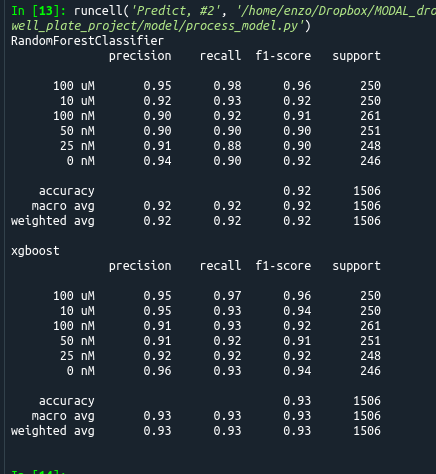 In [13]: runcell('Predict, #2', '/home/enzo/Dropbox/MODAL_dro
well_plate_project/model/process_model.py')
RandomForestClassifier
precision recall f1-score support
100 uM 0.95 0.98 0.96 250
10 uM 0.92 0.93 0.92 250
100 nM 0.90 0.92 0.91 261
50 nM 0.90 0.90 0.90 251
25 nM 0.91 0.88 0.90 248
0 nM 0.94 0.90 0.92 246
accuracy 0.92 1506
macro avg 0.92 0.92 0.92 1506
weighted avg 0.92 0.92 0.92 1506
xgboost
precision recall f1-score support
100 uM 0.95 0.97 0.96 250
10 uM 0.95 0.93 0.94 250
100 nM 0.91 0.93 0.92 261
50 nM 0.91 0.92 0.91 251
25 nM 0.92 0.92 0.92 248
0 nM 0.96 0.93 0.94 246
accuracy 0.93 1506
macro avg 0.93 0.93 0.93 1506
weighted avg 0.93 0.93 0.93 1506
In [14]: